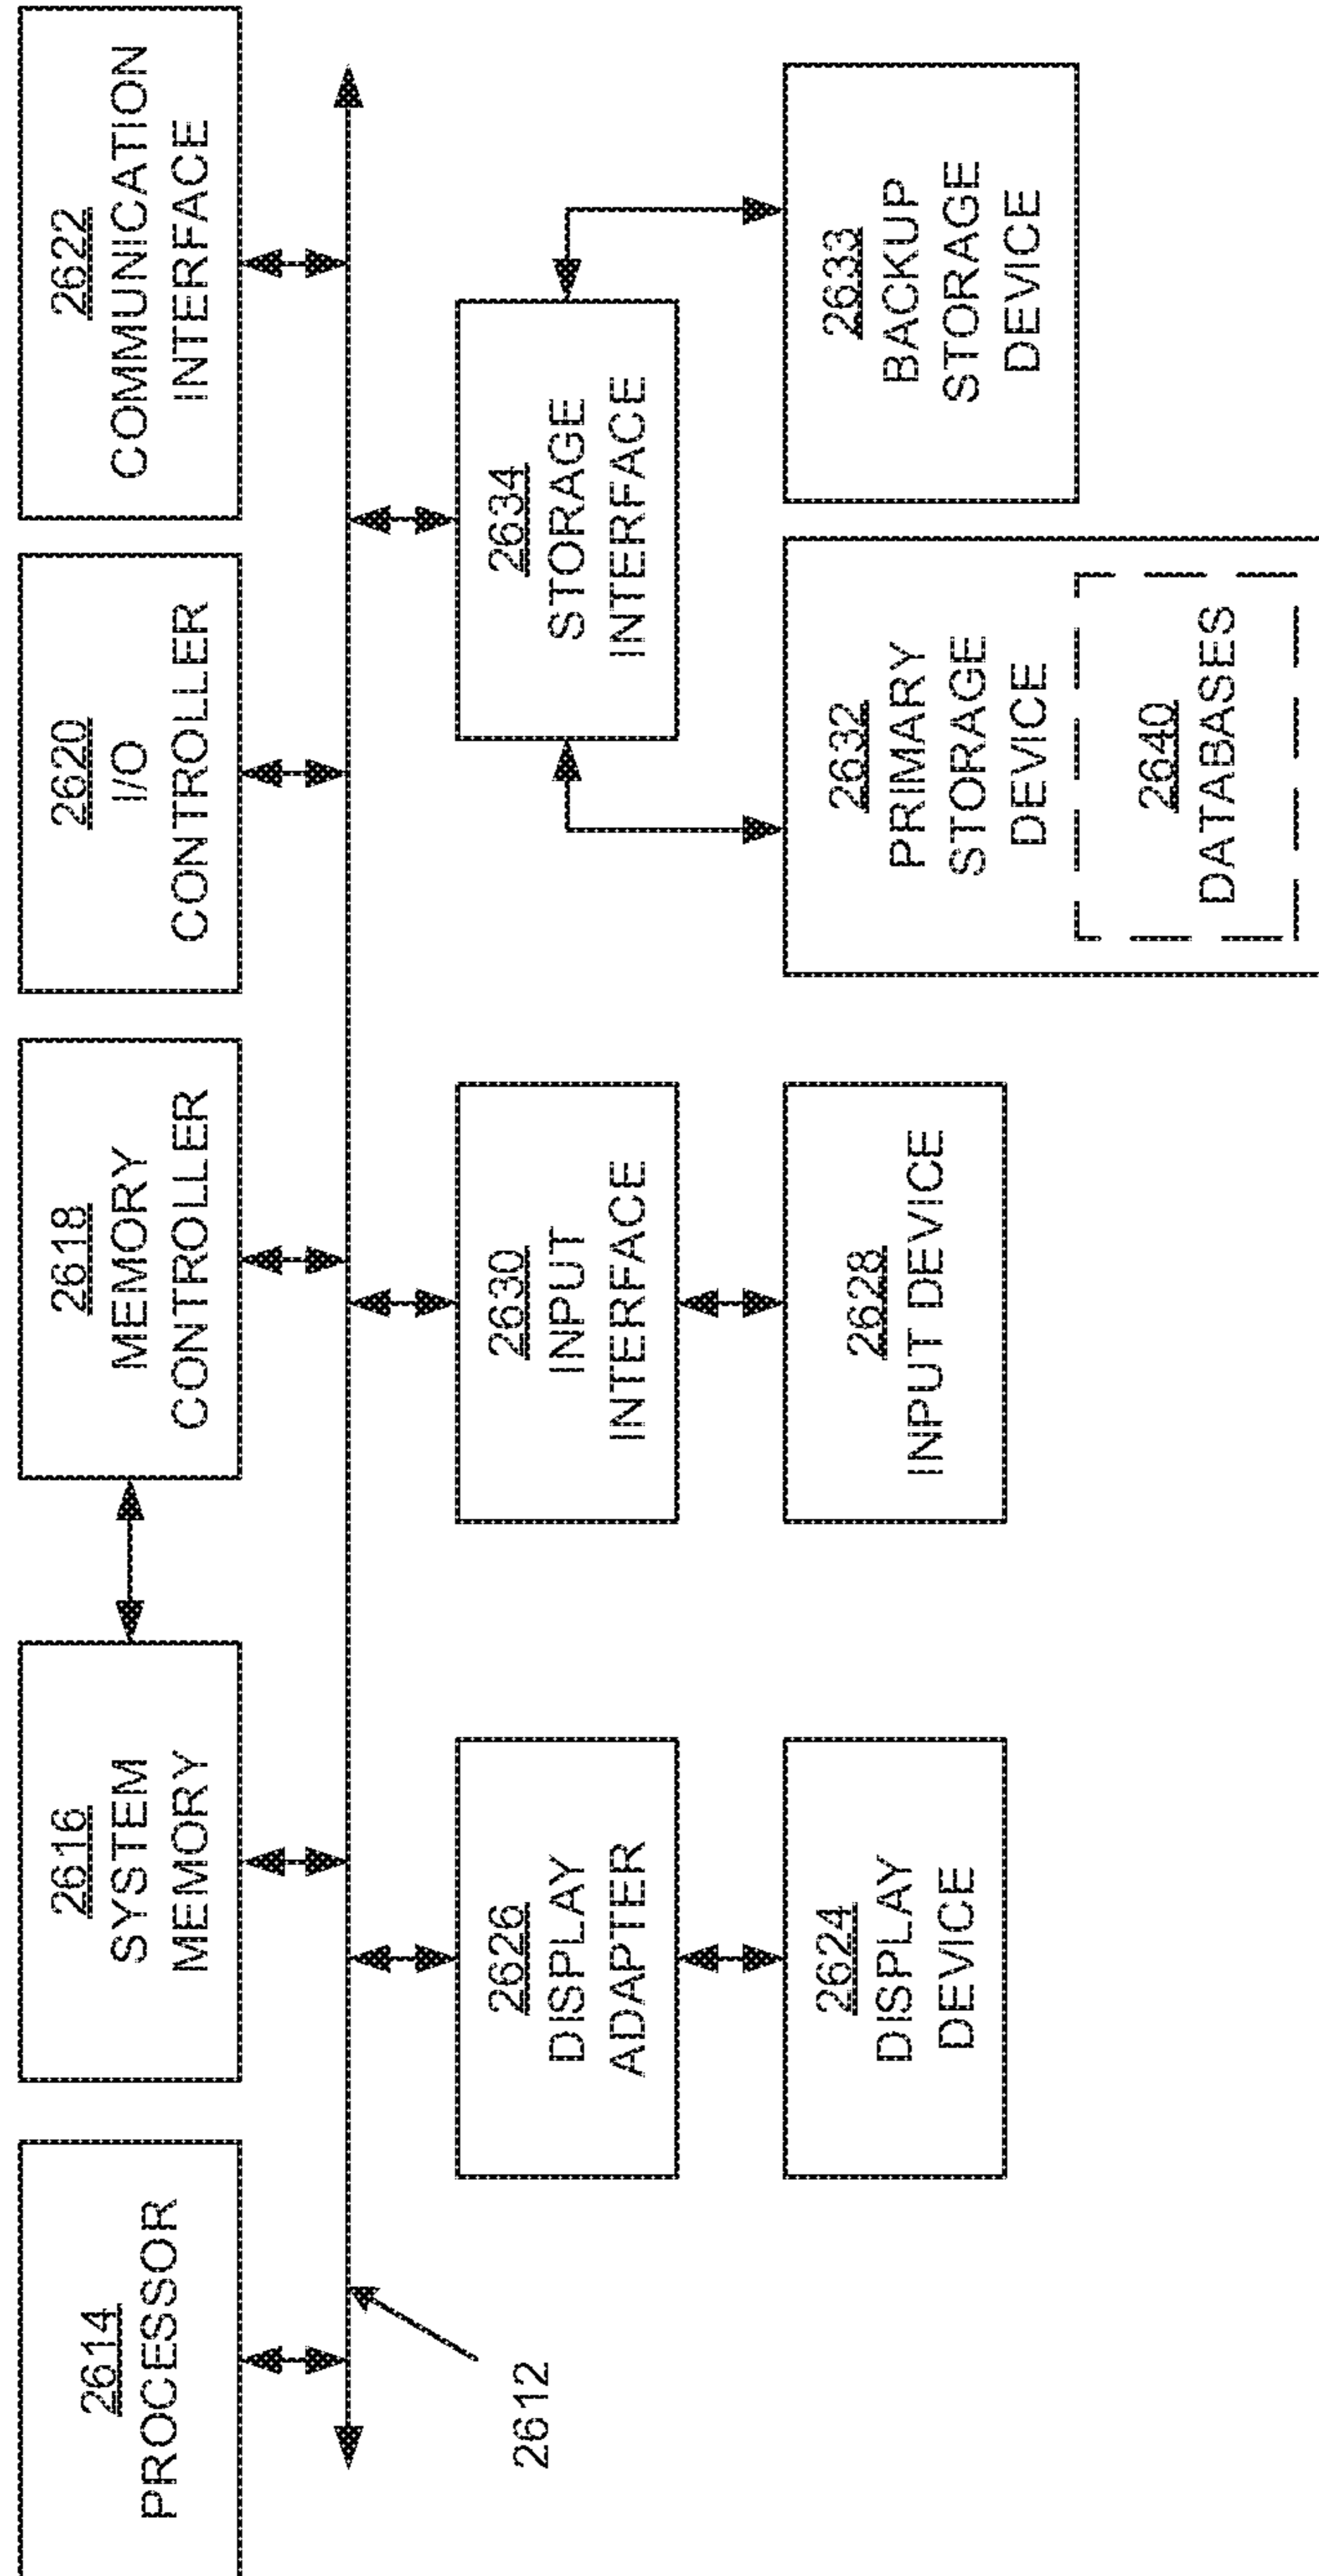 2614
PROCESSOR
2616
SYSTEM
MEMORY
2618
MEMORY
CONTROLLER
2620
I/O
CONTROLLER
2622
COMMUNICATION
INTERFACE
2612
2626
DISPLAY
ADAPTER
2630
INPUT
INTERFACE
2634
STORAGE
INTERFACE
2624
DISPLAY
DEVICE
2628
INPUT DEVICE
2632
PRIMARY
STORAGE
DEVICE
2640
DATABASES
2633
BACKUP
STORAGE
DEVICE